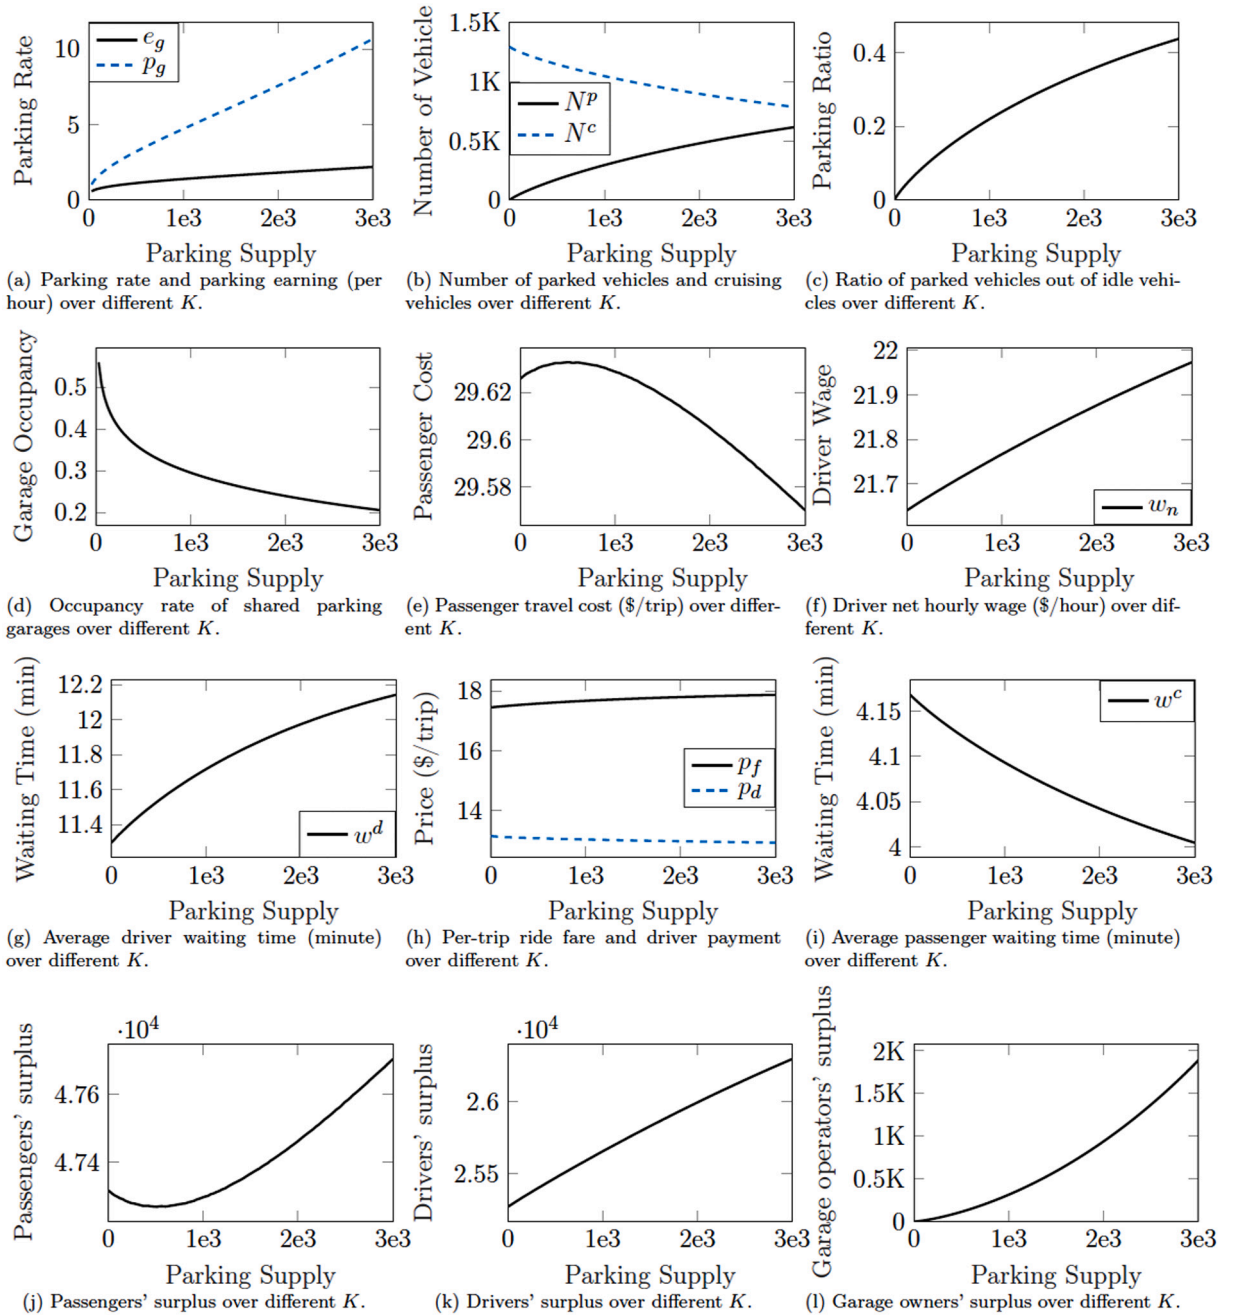 Parking Rate
10
5
0
e_g
p_g
0 1e3 2e3 3e3
Parking Supply
(a) Parking rate and parking earning (per
hour) over different K.
Number of Vehicle
1.5K
1K
0.5K
0
N^p
N^c
0 1e3 2e3 3e3
Parking Supply
(b) Number of parked vehicles and cruising
vehicles over different K.
Parking Ratio
0.4
0.2
0
0 1e3 2e3 3e3
Parking Supply
(c) Ratio of parked vehicles out of idle vehi-
cles over different K.
Garage Occupancy
0.5
0.4
0.3
0.2
0 1e3 2e3 3e3
Parking Supply
(d) Occupancy rate of shared parking
garages over different K.
Passenger Cost
29.62
29.6
29.58
0 1e3 2e3 3e3
Parking Supply
(e) Passenger travel cost ($/trip) over differ-
ent K.
Driver Wage
22
21.9
21.8
21.7
w_n
0 1e3 2e3 3e3
Parking Supply
(f) Driver net hourly wage ($/hour) over dif-
ferent K.
Waiting Time (min)
12.2
12
11.8
11.6
11.4
w^d
0 1e3 2e3 3e3
Parking Supply
(g) Average driver waiting time (minute)
over different K.
Price ($/trip)
18
16
14
p_f
p_d
0 1e3 2e3 3e3
Parking Supply
(h) Per-trip ride fare and driver payment
over different K.
Waiting Time (min)
4.15
4.1
4.05
4
w^c
0 1e3 2e3 3e3
Parking Supply
(i) Average passenger waiting time (minute)
over different K.
Passengers' surplus
·10^4
4.76
4.74
0 1e3 2e3 3e3
Parking Supply
(j) Passengers' surplus over different K.
Drivers' surplus
·10^4
2.6
2.55
0 1e3 2e3 3e3
Parking Supply
(k) Drivers' surplus over different K.
Garage operators' surplus
2K
1.5K
1K
0.5K
0
0 1e3 2e3 3e3
Parking Supply
(l) Garage owners' surplus over different K.